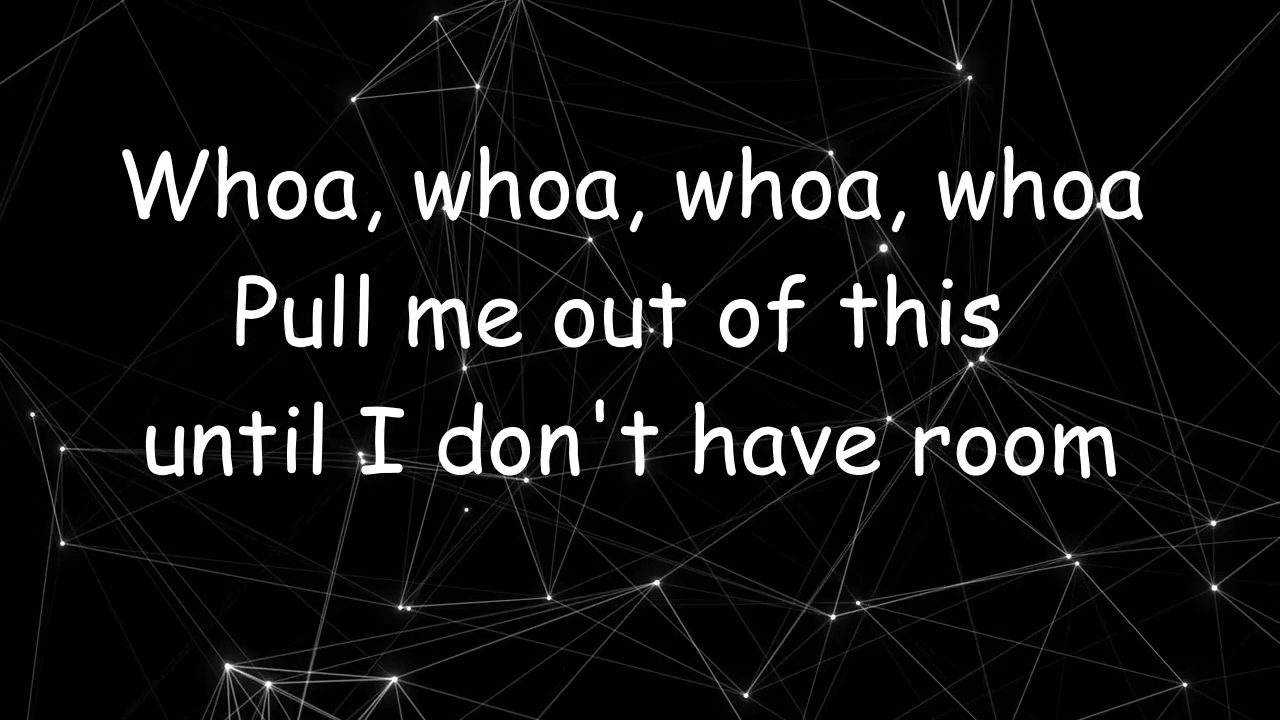 Whoa, whoa, whoa, whoa
Pull me out of this
until I don't have room